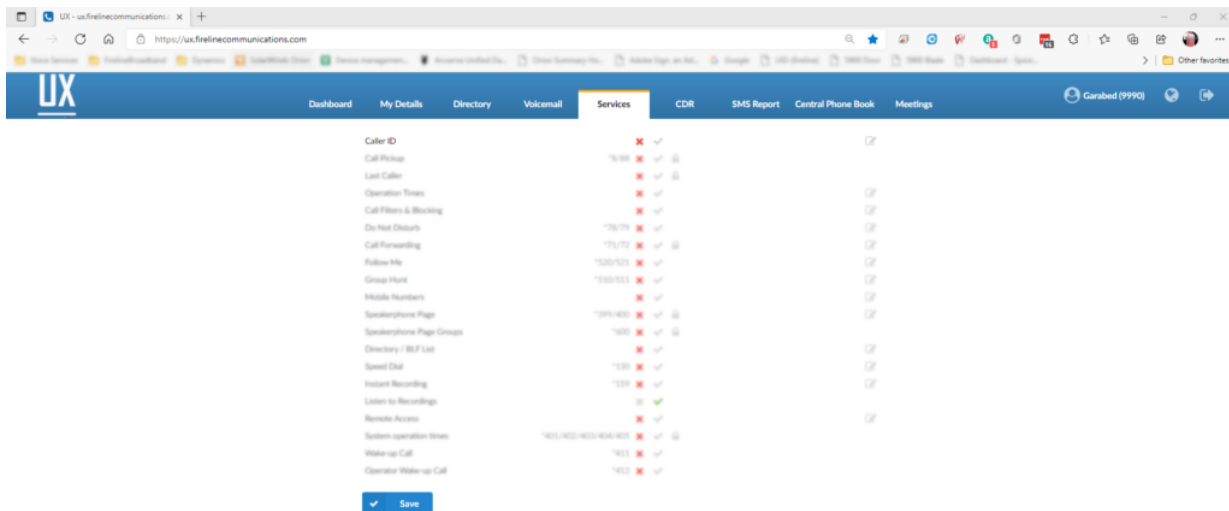 UX - ux.firelinecommunications.c
https://ux.firelinecommunications.com
Other favorites
UX
Dashboard My Details Directory Voicemail Services CDR SMS Report Central Phone Book Meetings Garabed (9990)
Caller ID
Call Pickup
Last Caller
Operation Times
Call Filters & Blocking
Do Not Disturb *78/79
Call Forwarding *71/72
Follow Me *520/521
Group Hunt *510/511
Mobile Numbers
Speakerphone Page *399/400
Speakerphone Page Groups *600
Directory / BLF List
Speed Dial *130
Instant Recording *159
Listen to Recordings
Remote Access
System operation times *401/402/403/404/405
Wake-up Call *411
Operator Wake-up Call *412
Save